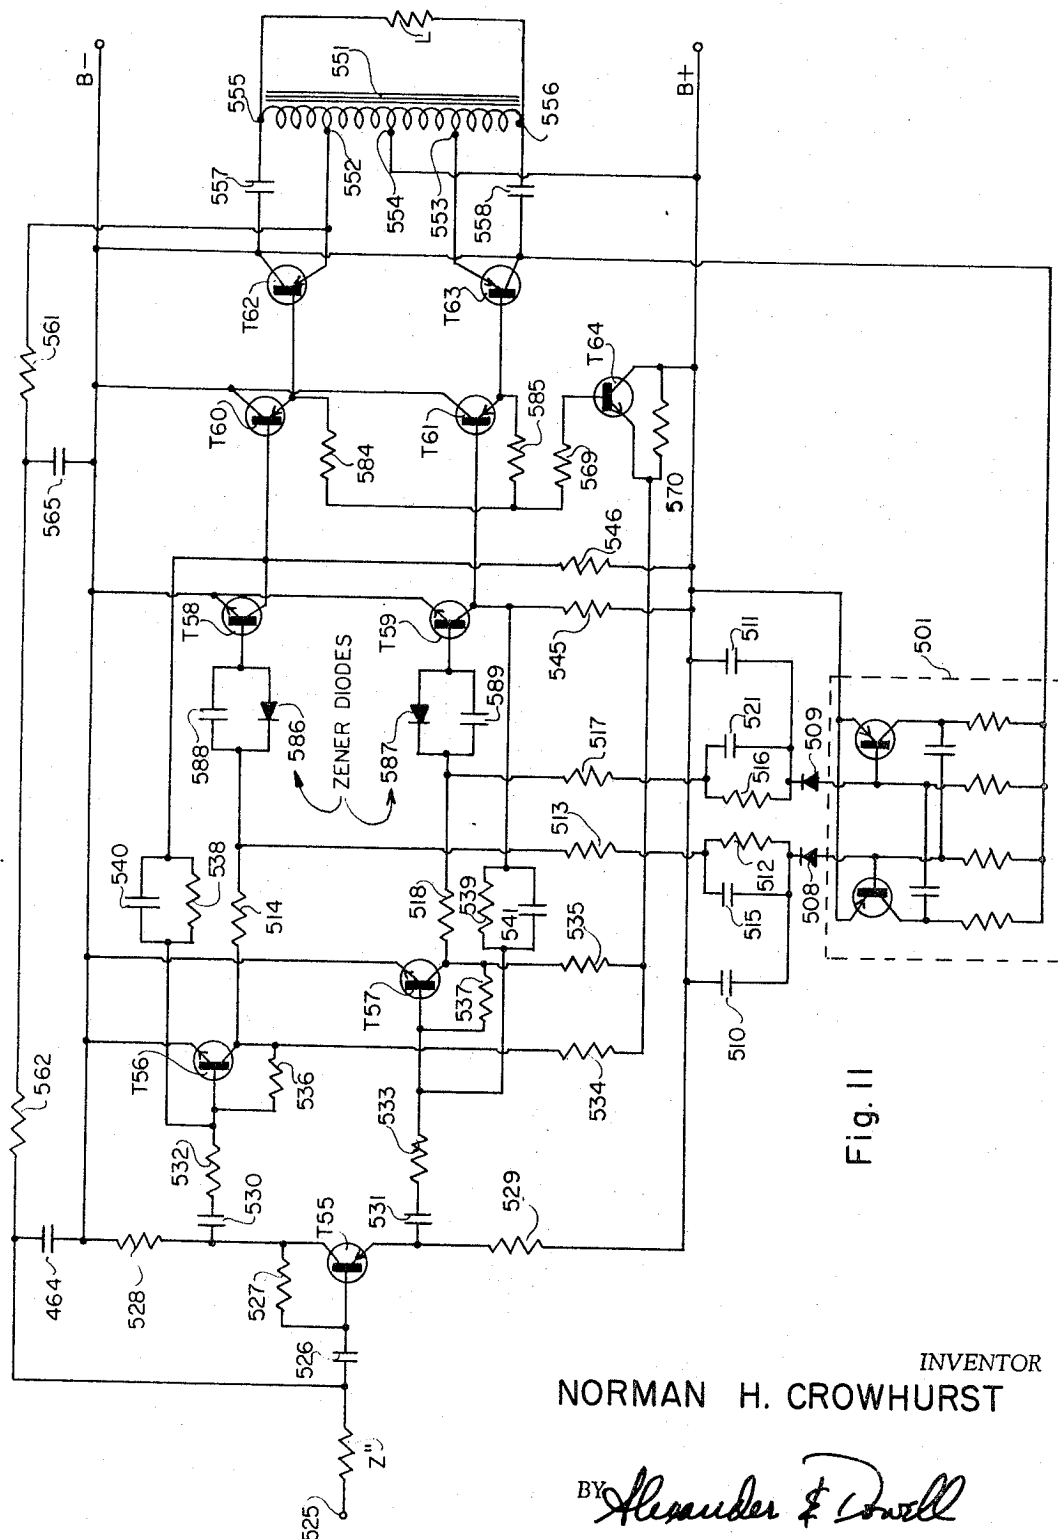 B−
555
551
L
556
B+
557
552
554
553
558
T62
T63
561
T60
T61
T64
584
585
569
570
565
546
T58
T59
545
511
501
588
586
ZENER DIODES
587
589
517
521
516
509
513
512
508
515
510
540
538
514
518
539
541
535
T57
537
T56
536
534
562
532
533
530
531
529
T55
464
528
527
526
Z"
525
Fig. 11
INVENTOR
NORMAN H. CROWHURST
BY Alexander & Dowell